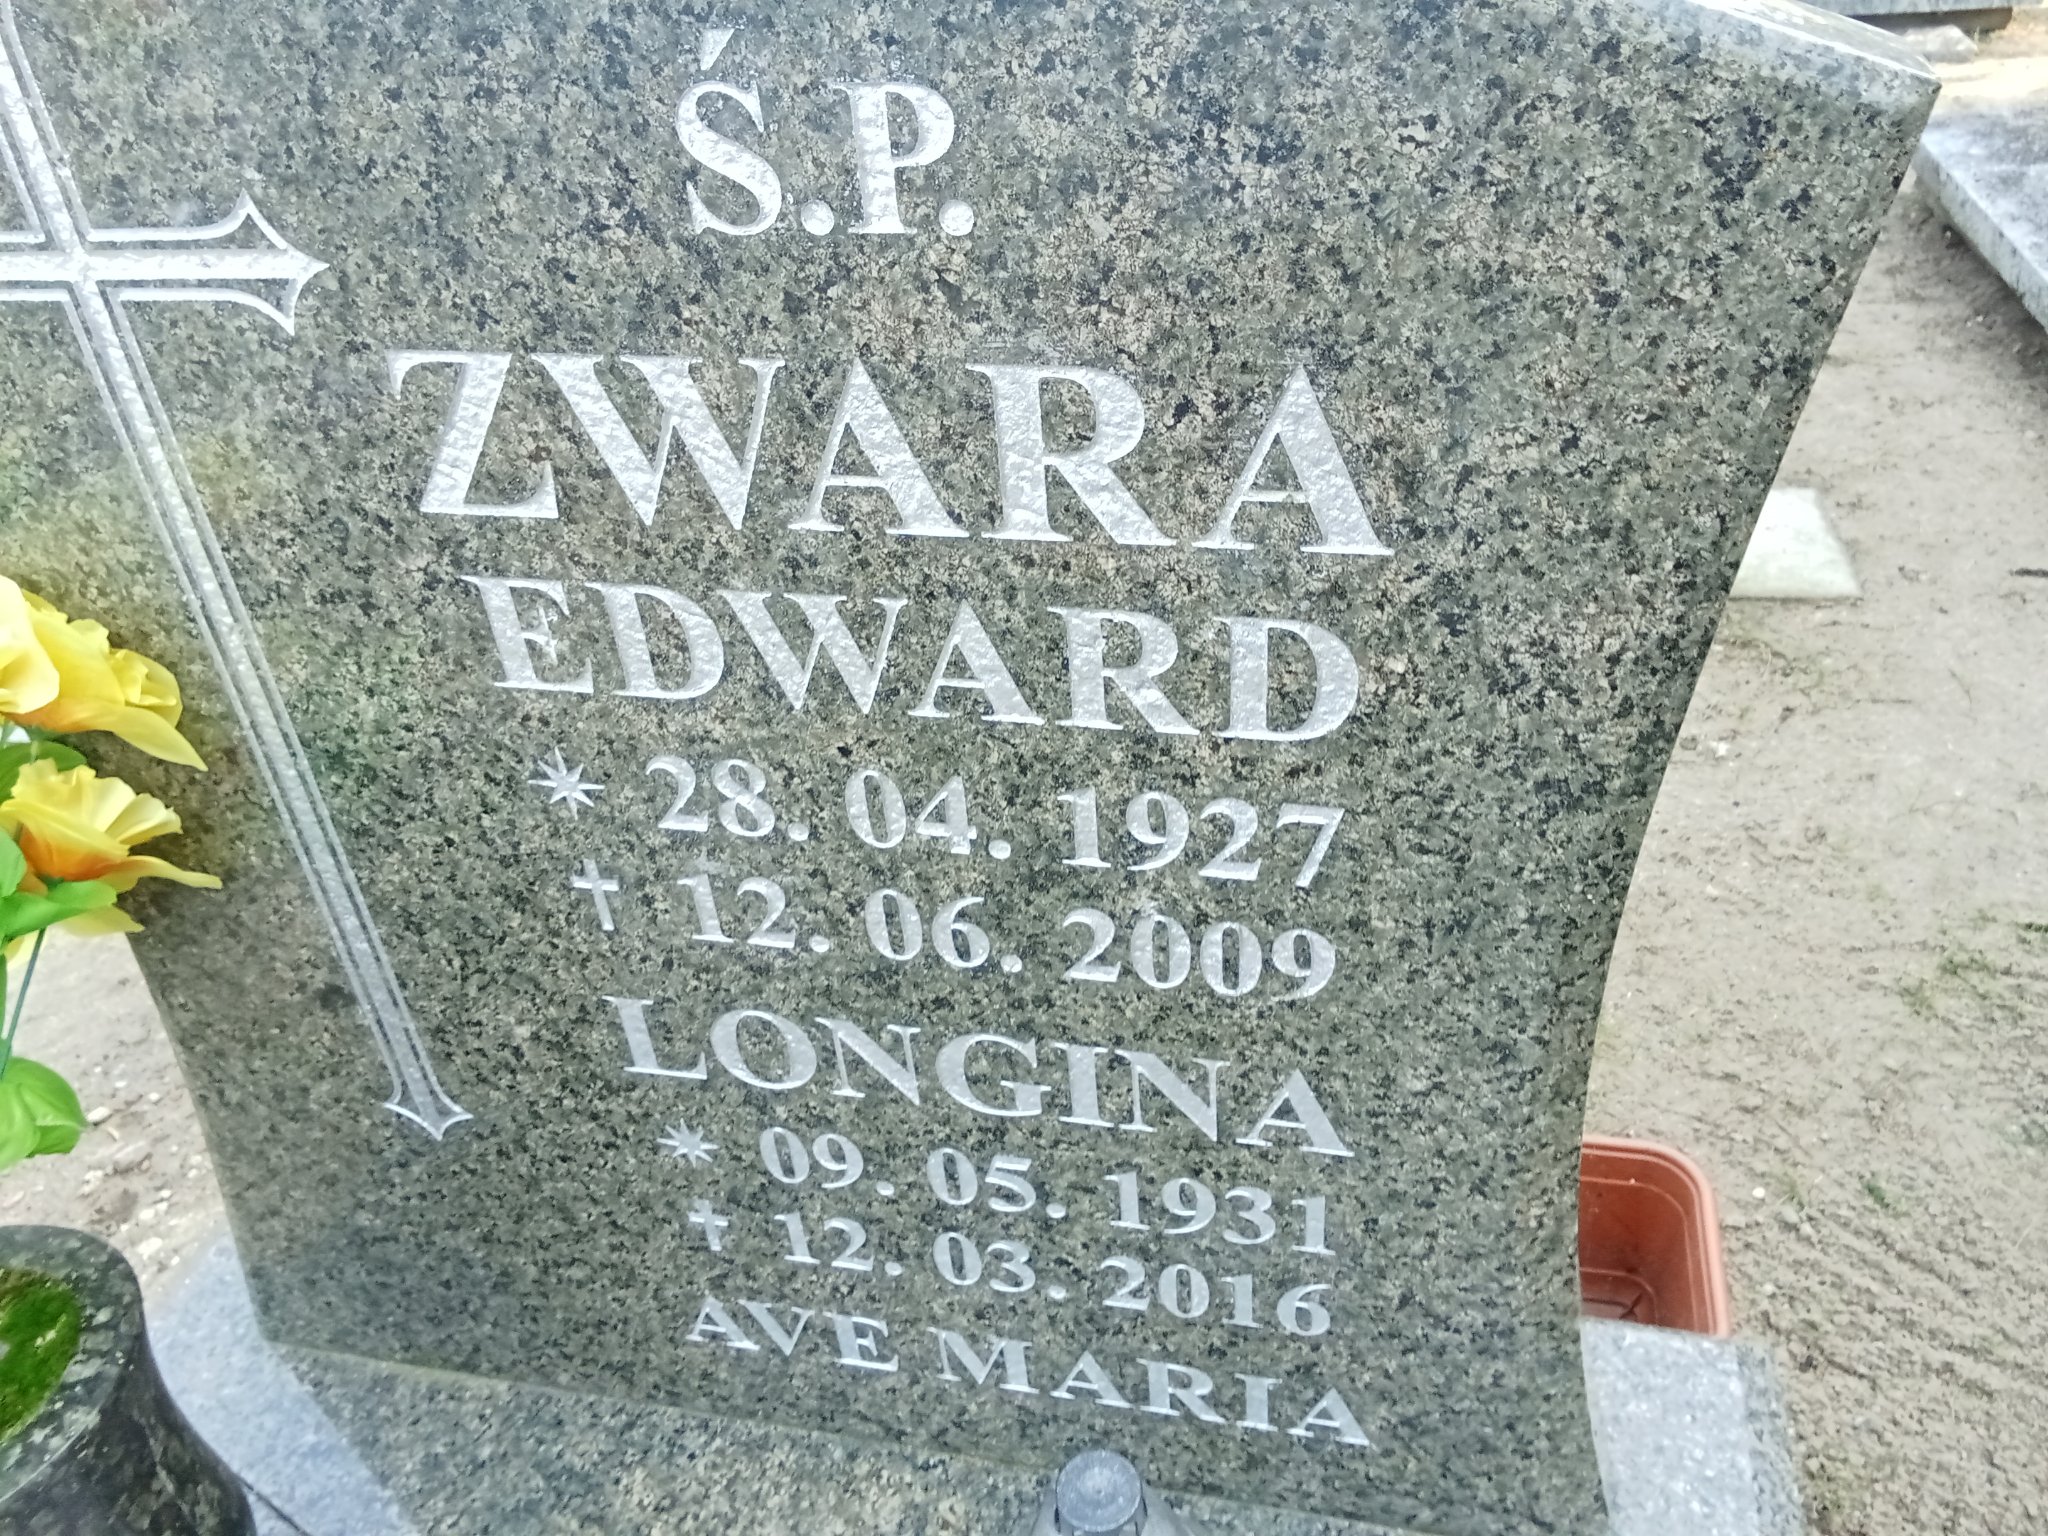 Ś.P.
ZWARA
EDWARD
* 28. 04. 1927
† 12. 06. 2009
LONGINA
* 09. 05. 1931
† 12. 03. 2016
AVE MARIA